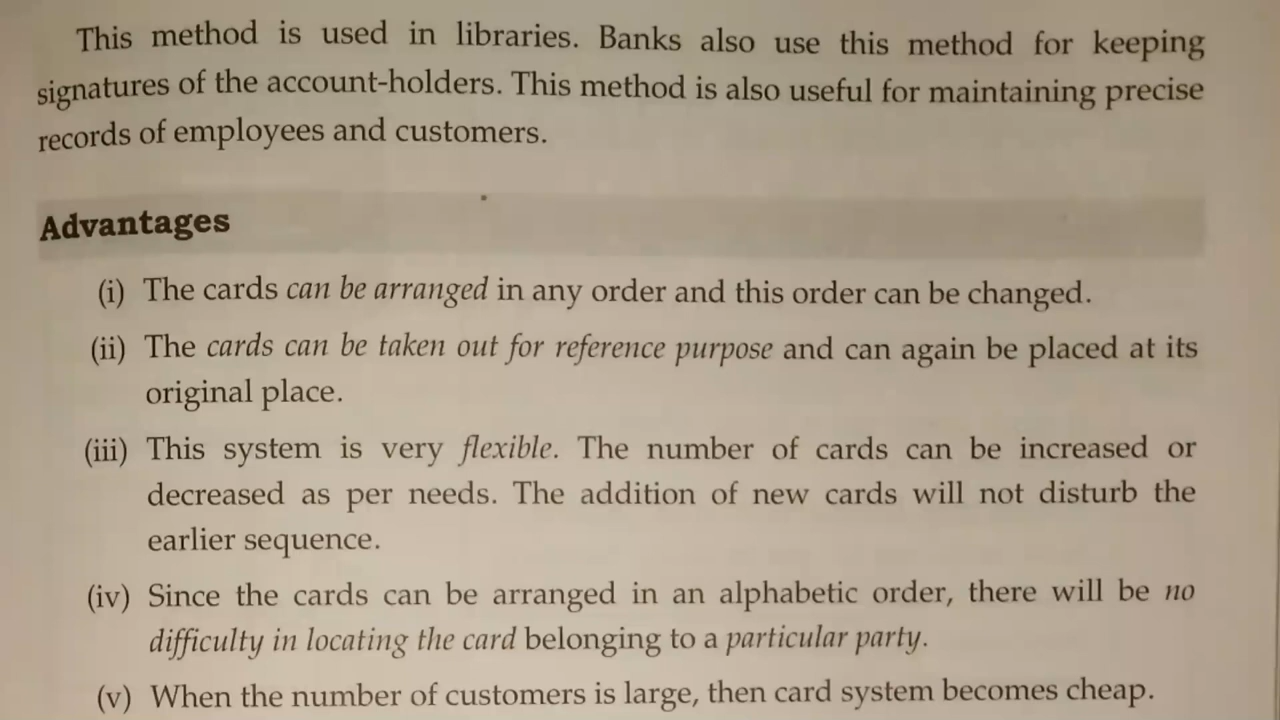 This method is used in libraries. Banks also use this method for keeping
signatures of the account-holders. This method is also useful for maintaining precise
records of employees and customers.
Advantages
(i) The cards can be arranged in any order and this order can be changed.
(ii) The cards can be taken out for reference purpose and can again be placed at its
original place.
(iii) This system is very flexible. The number of cards can be increased or
decreased as per needs. The addition of new cards will not disturb the
earlier sequence.
(iv) Since the cards can be arranged in an alphabetic order, there will be no
difficulty in locating the card belonging to a particular party.
(v) When the number of customers is large, then card system becomes cheap.